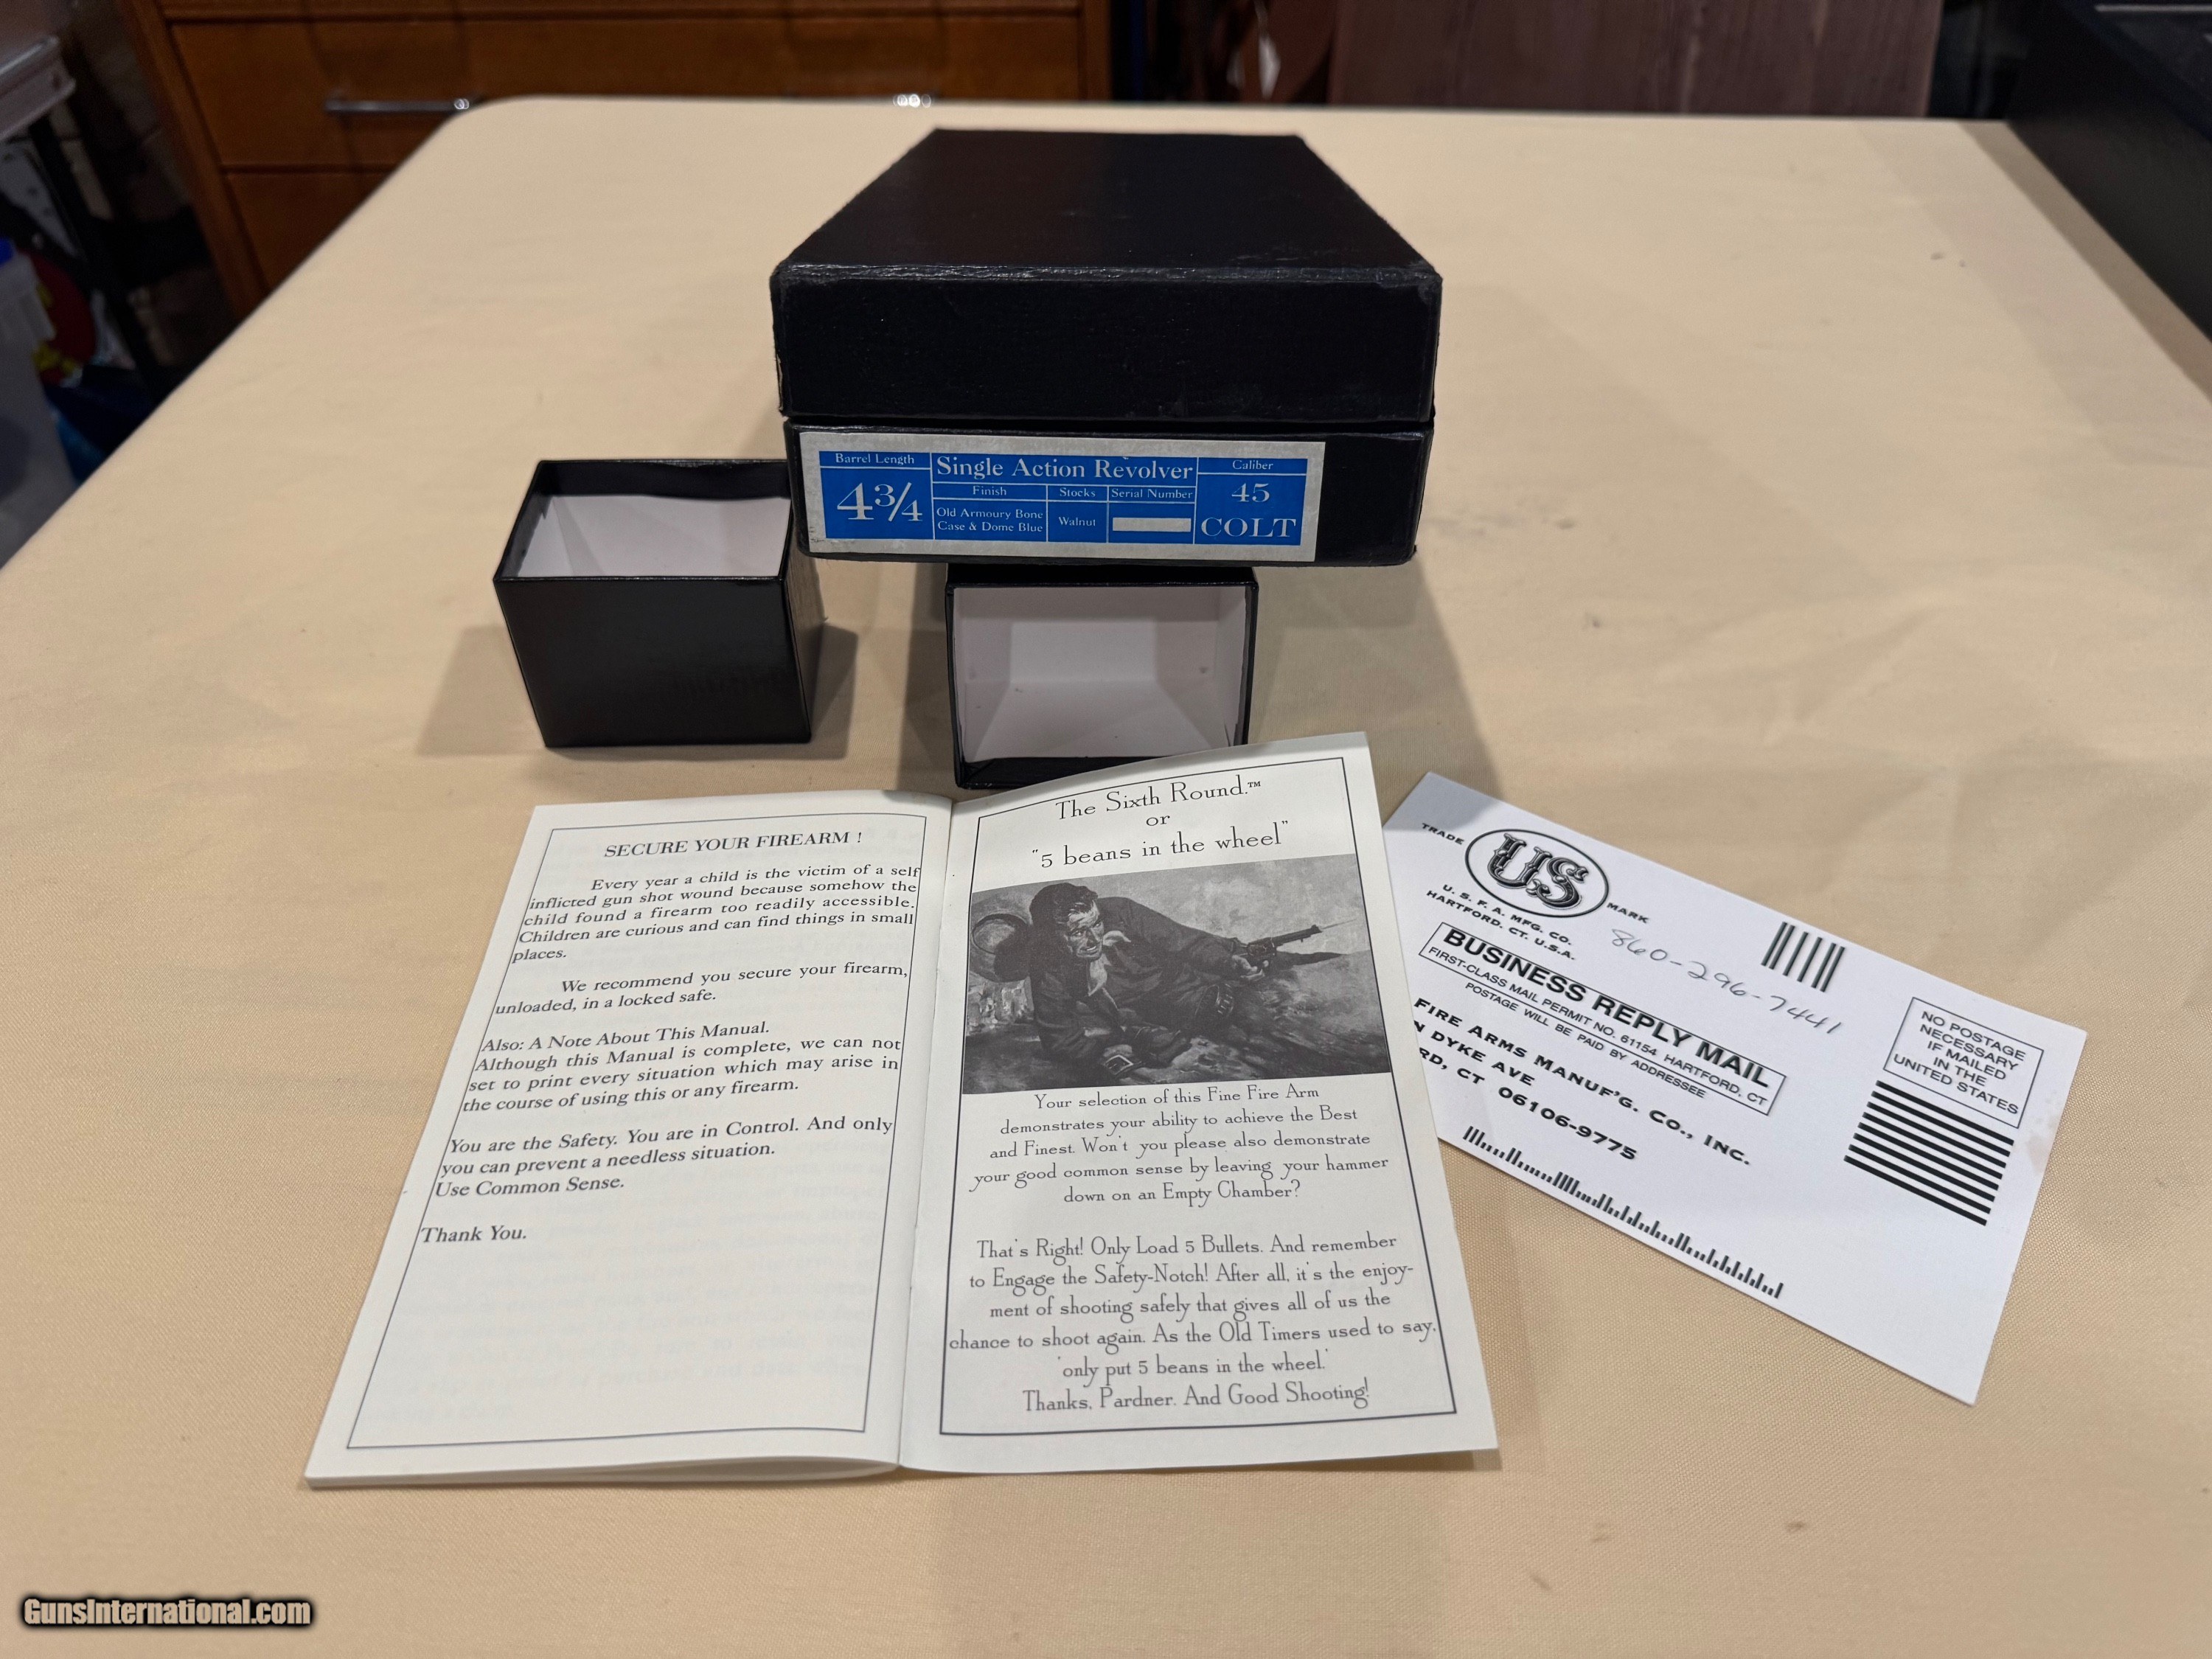 Barrel Length
4 3/4
Single Action Revolver
Finish
Old Armoury Bone
Case & Dome Blue
Stocks
Walnut
Serial Number
Caliber
45
COLT
SECURE YOUR FIREARM !
Every year a child is the victim of a self
inflicted gun shot wound because somehow the
child found a firearm too readily accessible.
Children are curious and can find things in small
places.
We recommend you secure your firearm,
unloaded, in a locked safe.
Also: A Note About This Manual.
Although this Manual is complete, we can not
set to print every situation which may arise in
the course of using this or any firearm.
You are the Safety. You are in Control. And only
you can prevent a needless situation.
Use Common Sense.
Thank You.
The Sixth Round.™
or
"5 beans in the wheel"
Your selection of this Fine Fire Arm
demonstrates your ability to achieve the Best
and Finest. Won't you please also demonstrate
your good common sense by leaving your hammer
down on an Empty Chamber?
That's Right! Only Load 5 Bullets. And remember
to Engage the Safety-Notch! After all, it's the enjoy-
ment of shooting safely that gives all of us the
chance to shoot again. As the Old Timers used to say,
'only put 5 beans in the wheel.'
Thanks, Pardner. And Good Shooting!
TRADE
US
MARK
U. S. F. A. MFG. CO.
HARTFORD, CT. U.S.A.
860-296-7441
BUSINESS REPLY MAIL
FIRST-CLASS MAIL PERMIT NO. 61154 HARTFORD, CT
POSTAGE WILL BE PAID BY ADDRESSEE
FIRE ARMS MANUF'G. CO., INC.
N DYKE AVE
RD, CT 06106-9775
NO POSTAGE
NECESSARY
IF MAILED
IN THE
UNITED STATES
GunsInternational.com